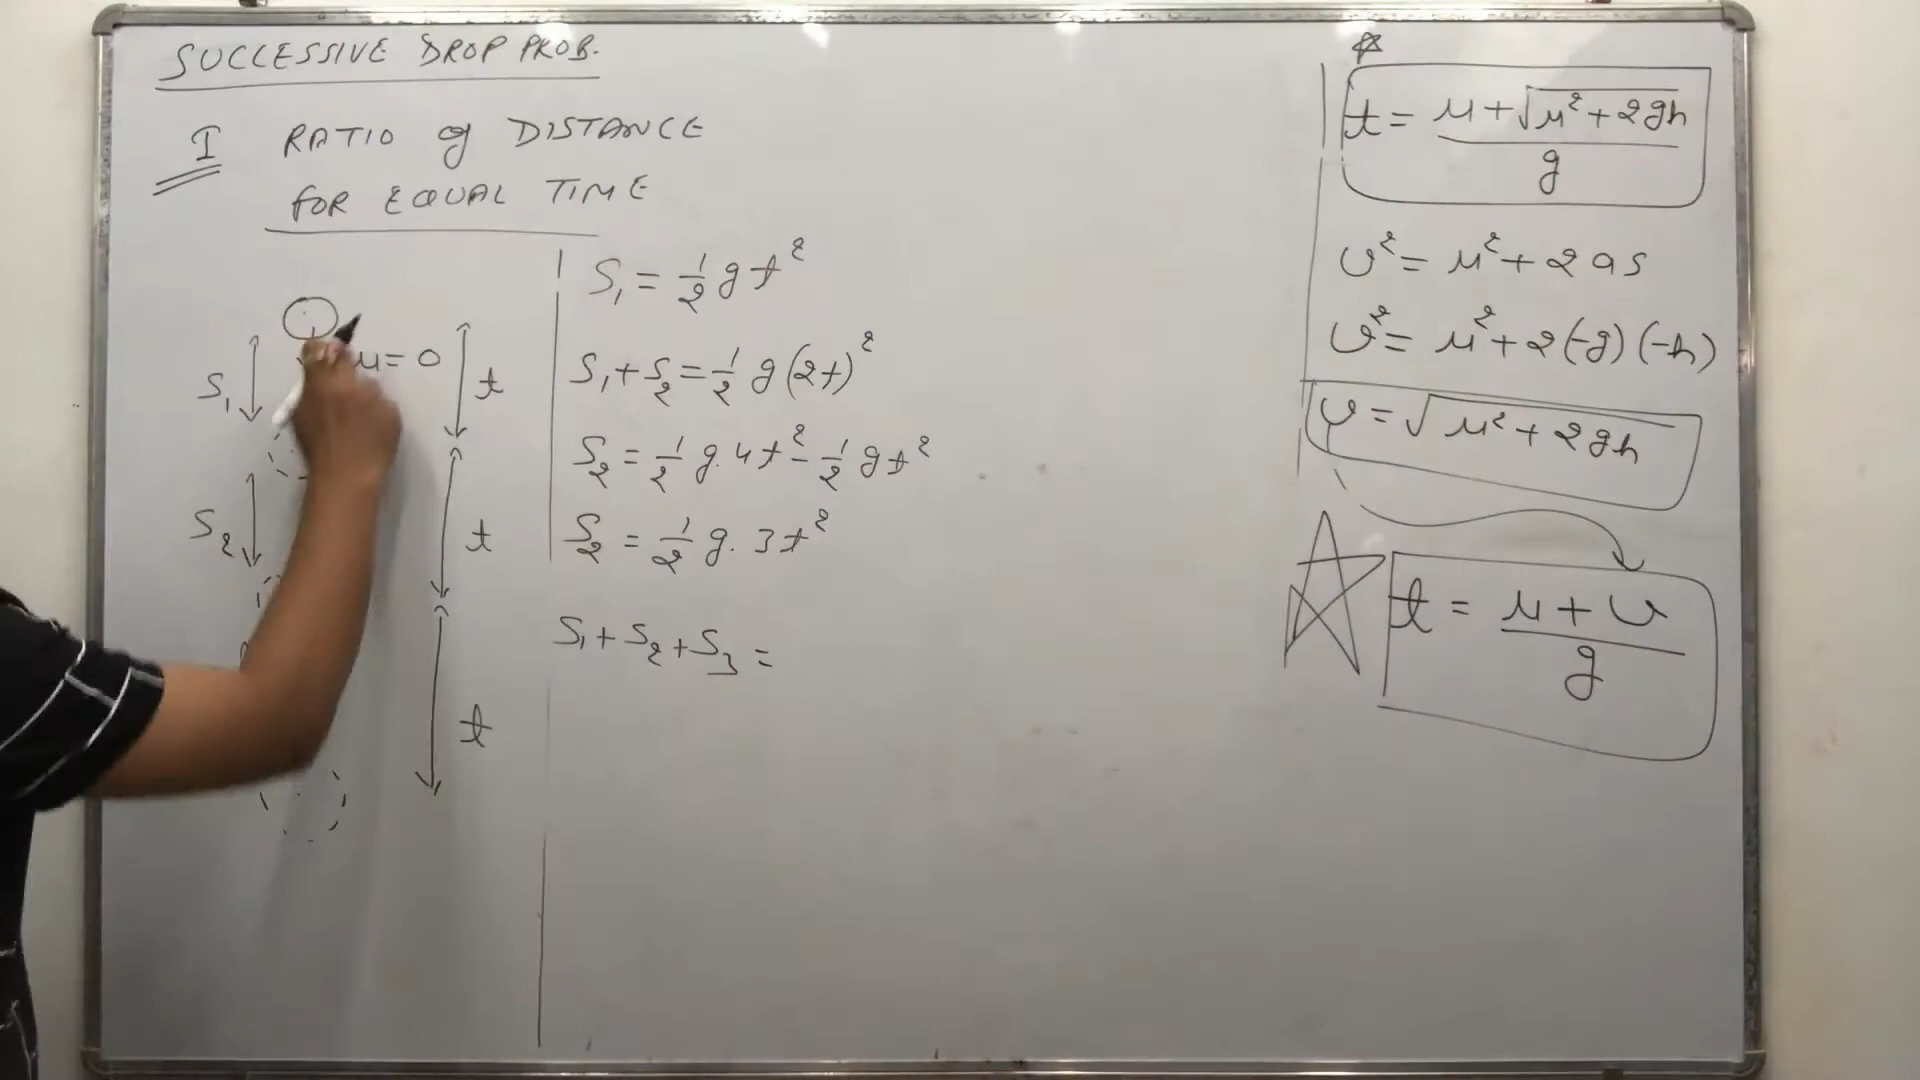 SUCCESSIVE DROP PROB.
I RATIO of DISTANCE
FOR EQUAL TIME
S₁
u = 0
t
S₂
t
t
S₁ = 1/2 g t²
S₁ + S₂ = 1/2 g (2t)²
S₂ = 1/2 g. 4t² - 1/2 g t²
S₂ = 1/2 g. 3t²
S₁ + S₂ + S₃ =
t = (u + √(u² + 2gh))/g
v² = u² + 2as
v² = u² + 2(-g)(-h)
v = √(u² + 2gh)
t = (u + v)/g